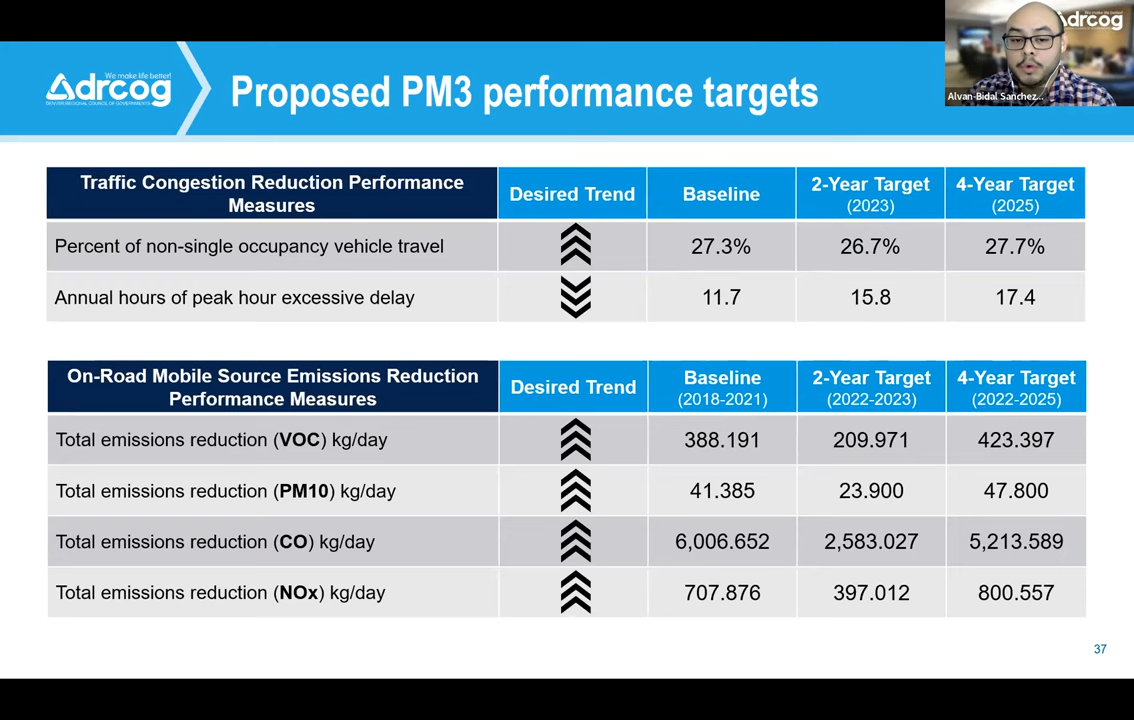 We make life better!
drcog
DENVER REGIONAL COUNCIL OF GOVERNMENTS
Proposed PM3 performance targets
We make life better!
drcog
Alvan-Bidal Sanchez...
Traffic Congestion Reduction Performance
Measures
Desired Trend
Baseline
2-Year Target
(2023)
4-Year Target
(2025)
Percent of non-single occupancy vehicle travel
27.3%
26.7%
27.7%
Annual hours of peak hour excessive delay
11.7
15.8
17.4
On-Road Mobile Source Emissions Reduction
Performance Measures
Desired Trend
Baseline
(2018-2021)
2-Year Target
(2022-2023)
4-Year Target
(2022-2025)
Total emissions reduction (VOC) kg/day
388.191
209.971
423.397
Total emissions reduction (PM10) kg/day
41.385
23.900
47.800
Total emissions reduction (CO) kg/day
6,006.652
2,583.027
5,213.589
Total emissions reduction (NOx) kg/day
707.876
397.012
800.557
37